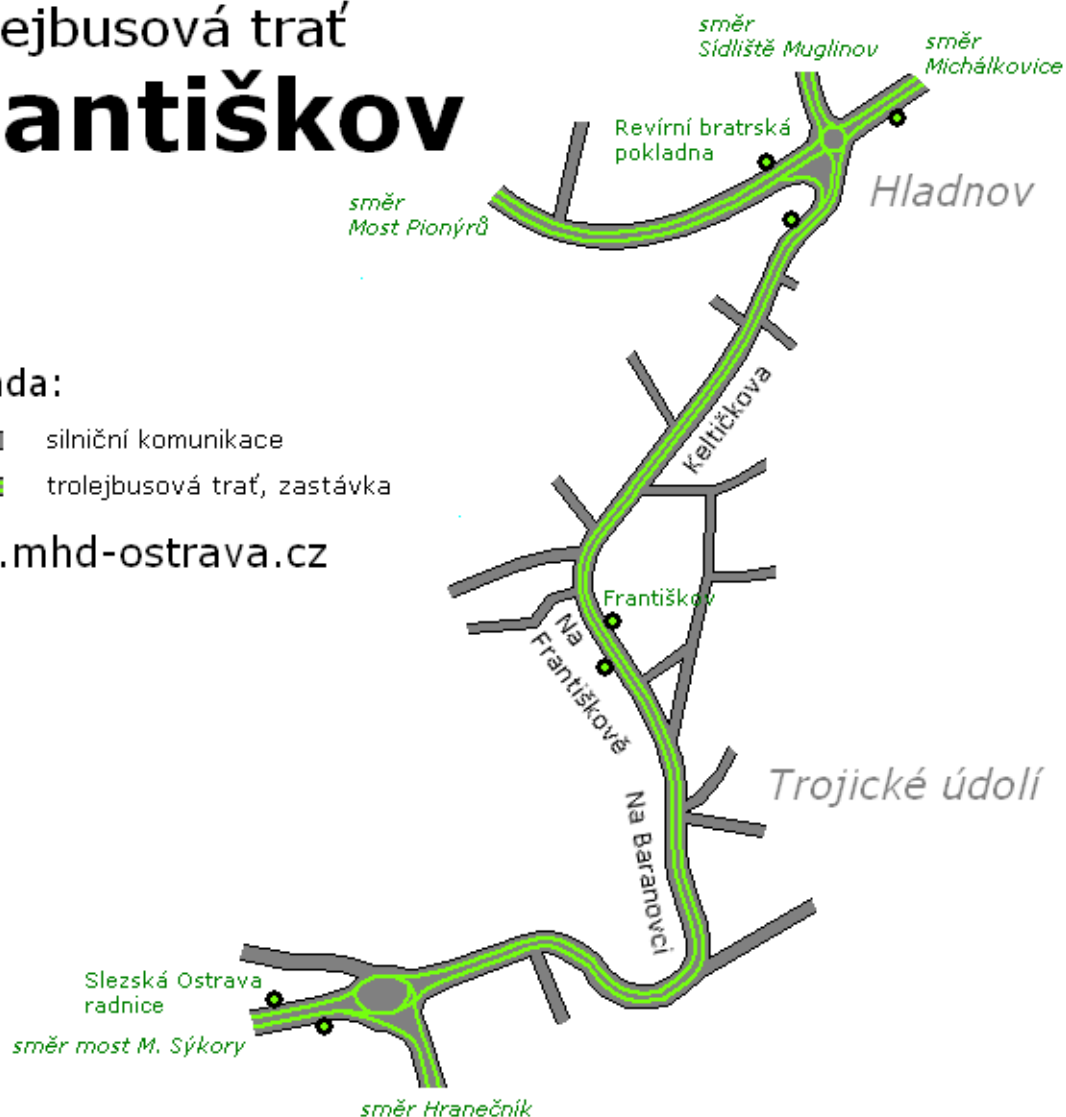 ejbusová trať
antiškov
směr
Sídliště Muglinov
směr
Michálkovice
Revírní bratrská
pokladna
Hladnov
směr
Most Pionýrů
da:
silniční komunikace
Keltičkova
trolejbusová trať, zastávka
.mhd-ostrava.cz
Františkov
Na
Františkově
Trojické údolí
Na Baranovci
Slezská Ostrava
radnice
směr most M. Sýkory
směr Hranečník